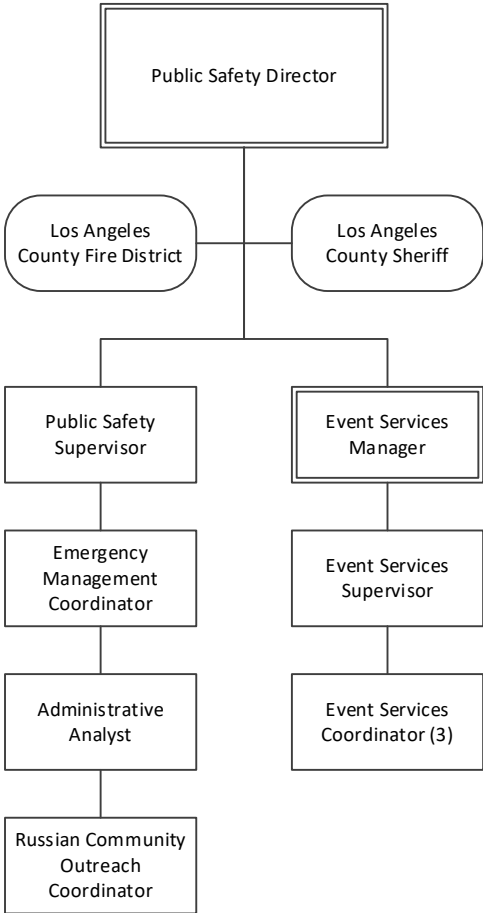 Public Safety Director
Los Angeles
County Fire District
Los Angeles
County Sheriff
Public Safety
Supervisor
Event Services
Manager
Emergency
Management
Coordinator
Event Services
Supervisor
Administrative
Analyst
Event Services
Coordinator (3)
Russian Community
Outreach
Coordinator